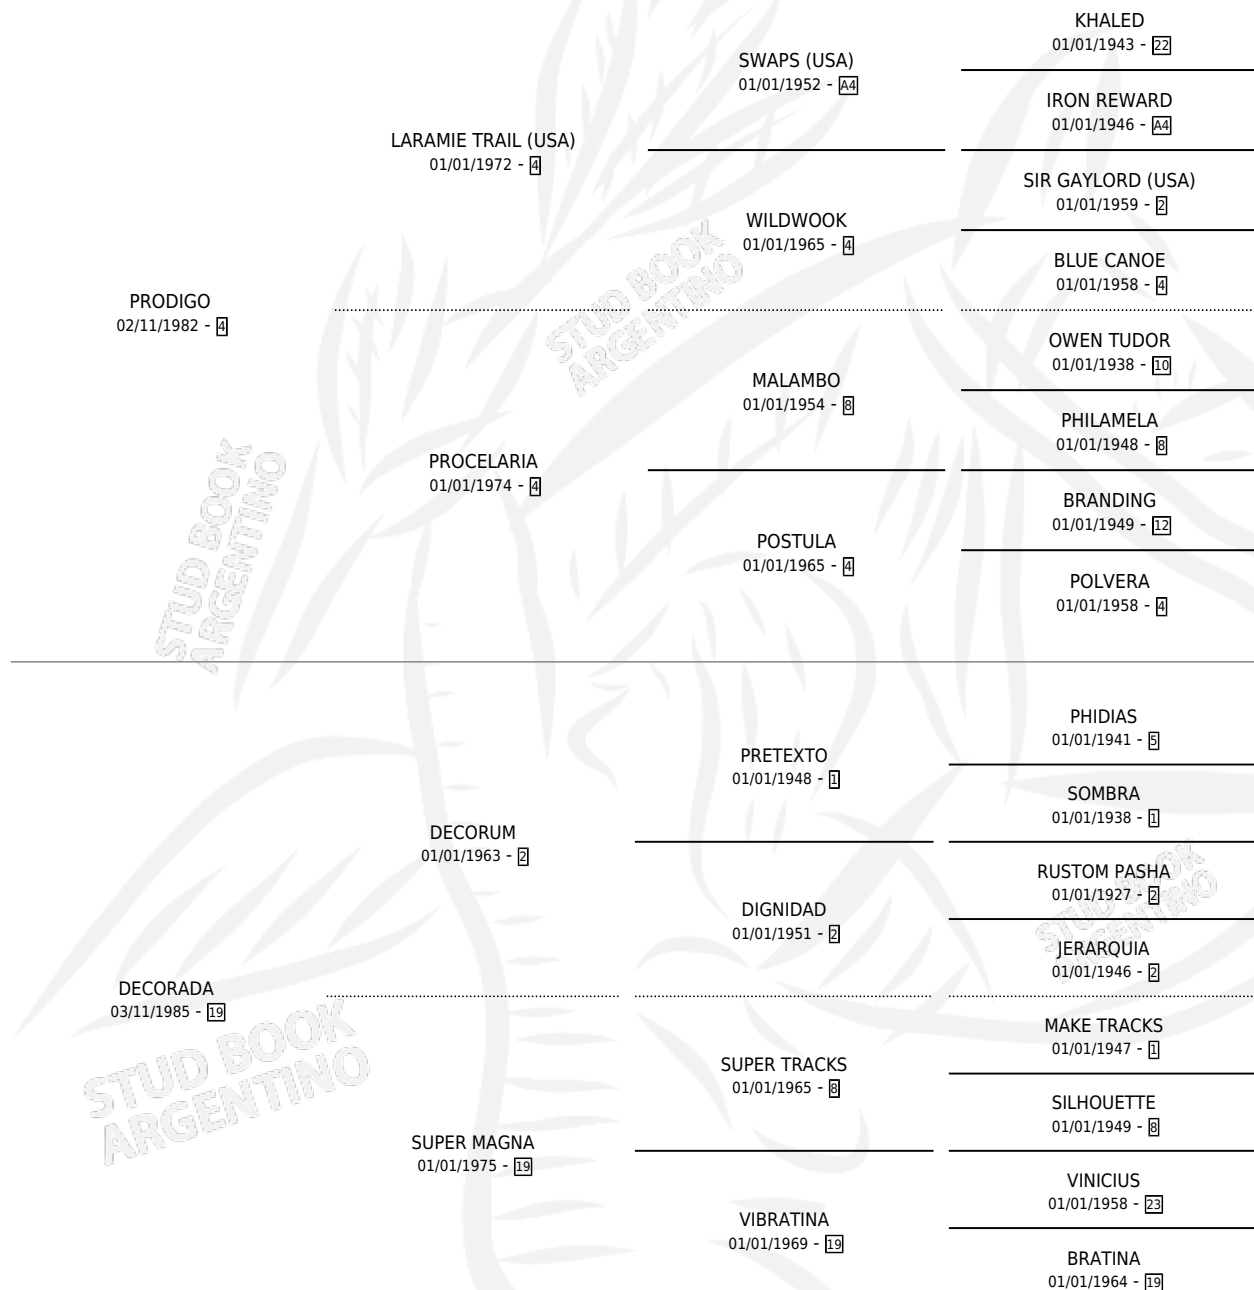 KHALED
01/01/1943 - 22
SWAPS (USA)
01/01/1952 - A4
IRON REWARD
01/01/1946 - A4
LARAMIE TRAIL (USA)
01/01/1972 - 4
SIR GAYLORD (USA)
01/01/1959 - 2
WILDWOOK
01/01/1965 - 4
BLUE CANOE
01/01/1958 - 4
PRODIGO
02/11/1982 - 4
OWEN TUDOR
01/01/1938 - 10
MALAMBO
01/01/1954 - 8
PHILAMELA
01/01/1948 - 8
PROCELARIA
01/01/1974 - 4
BRANDING
01/01/1949 - 12
POSTULA
01/01/1965 - 4
POLVERA
01/01/1958 - 4
PHIDIAS
01/01/1941 - 5
PRETEXTO
01/01/1948 - 1
SOMBRA
01/01/1938 - 1
DECORUM
01/01/1963 - 2
RUSTOM PASHA
01/01/1927 - 2
DIGNIDAD
01/01/1951 - 2
JERARQUIA
01/01/1946 - 2
DECORADA
03/11/1985 - 19
MAKE TRACKS
01/01/1947 - 1
SUPER TRACKS
01/01/1965 - 8
SILHOUETTE
01/01/1949 - 8
SUPER MAGNA
01/01/1975 - 19
VINICIUS
01/01/1958 - 23
VIBRATINA
01/01/1969 - 19
BRATINA
01/01/1964 - 19
STUD BOOK
ARGENTINO
STUD BOOK
ARGENTINO
STUD BOOK
ARGENTINO
STUD BOOK
ARGENTINO